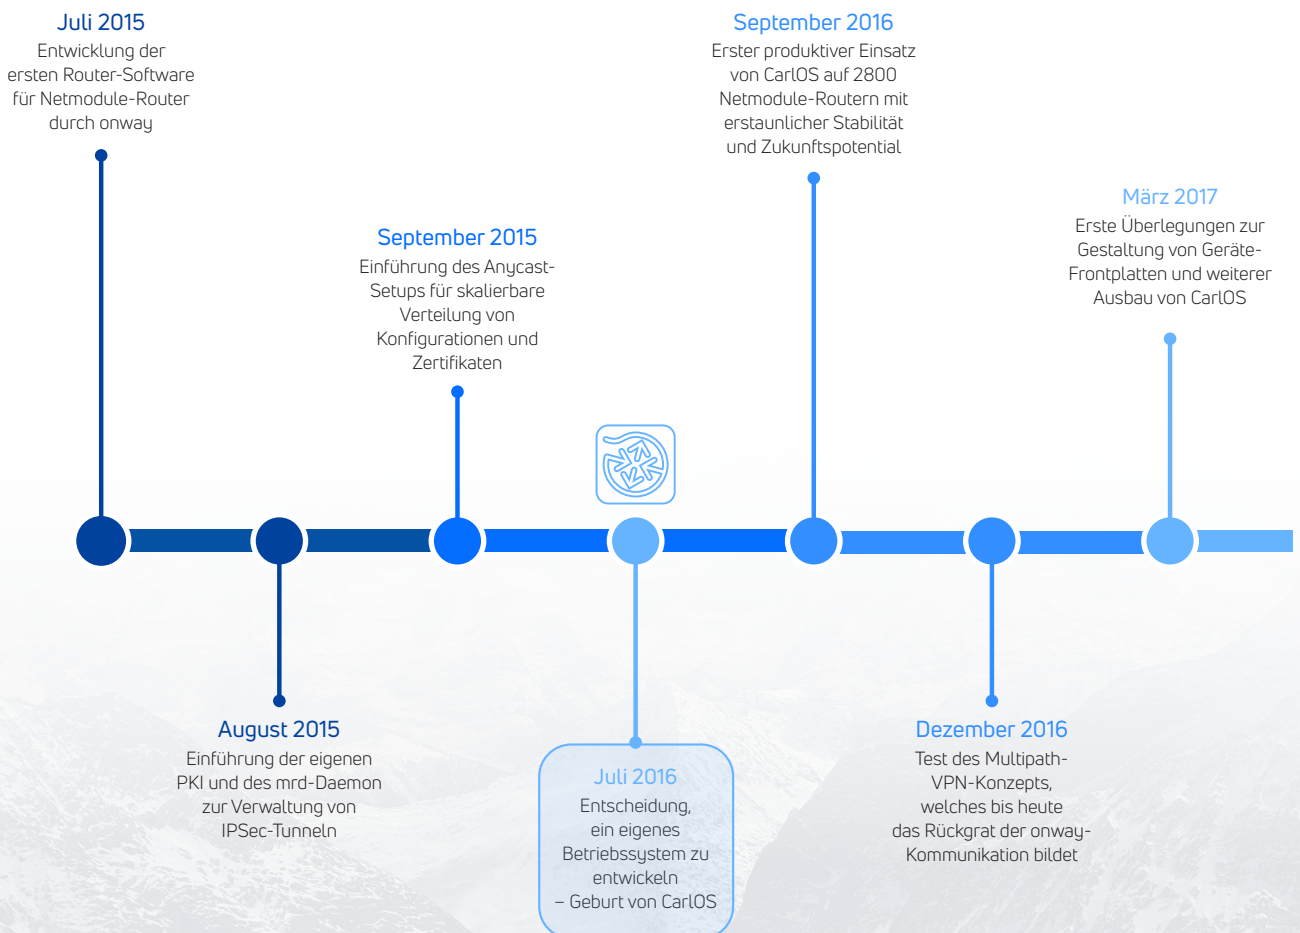 Juli 2015
Entwicklung der
ersten Router-Software
für Netmodule-Router
durch onway
August 2015
Einführung der eigenen
PKI und des mrd-Daemon
zur Verwaltung von
IPSec-Tunneln
September 2015
Einführung des Anycast-
Setups für skalierbare
Verteilung von
Konfigurationen und
Zertifikaten
Juli 2016
Entscheidung,
ein eigenes
Betriebssystem zu
entwickeln
– Geburt von CarlOS
September 2016
Erster produktiver Einsatz
von CarlOS auf 2800
Netmodule-Routern mit
erstaunlicher Stabilität
und Zukunftspotential
Dezember 2016
Test des Multipath-
VPN-Konzepts,
welches bis heute
das Rückgrat der onway-
Kommunikation bildet
März 2017
Erste Überlegungen zur
Gestaltung von Geräte-
Frontplatten und weiterer
Ausbau von CarlOS